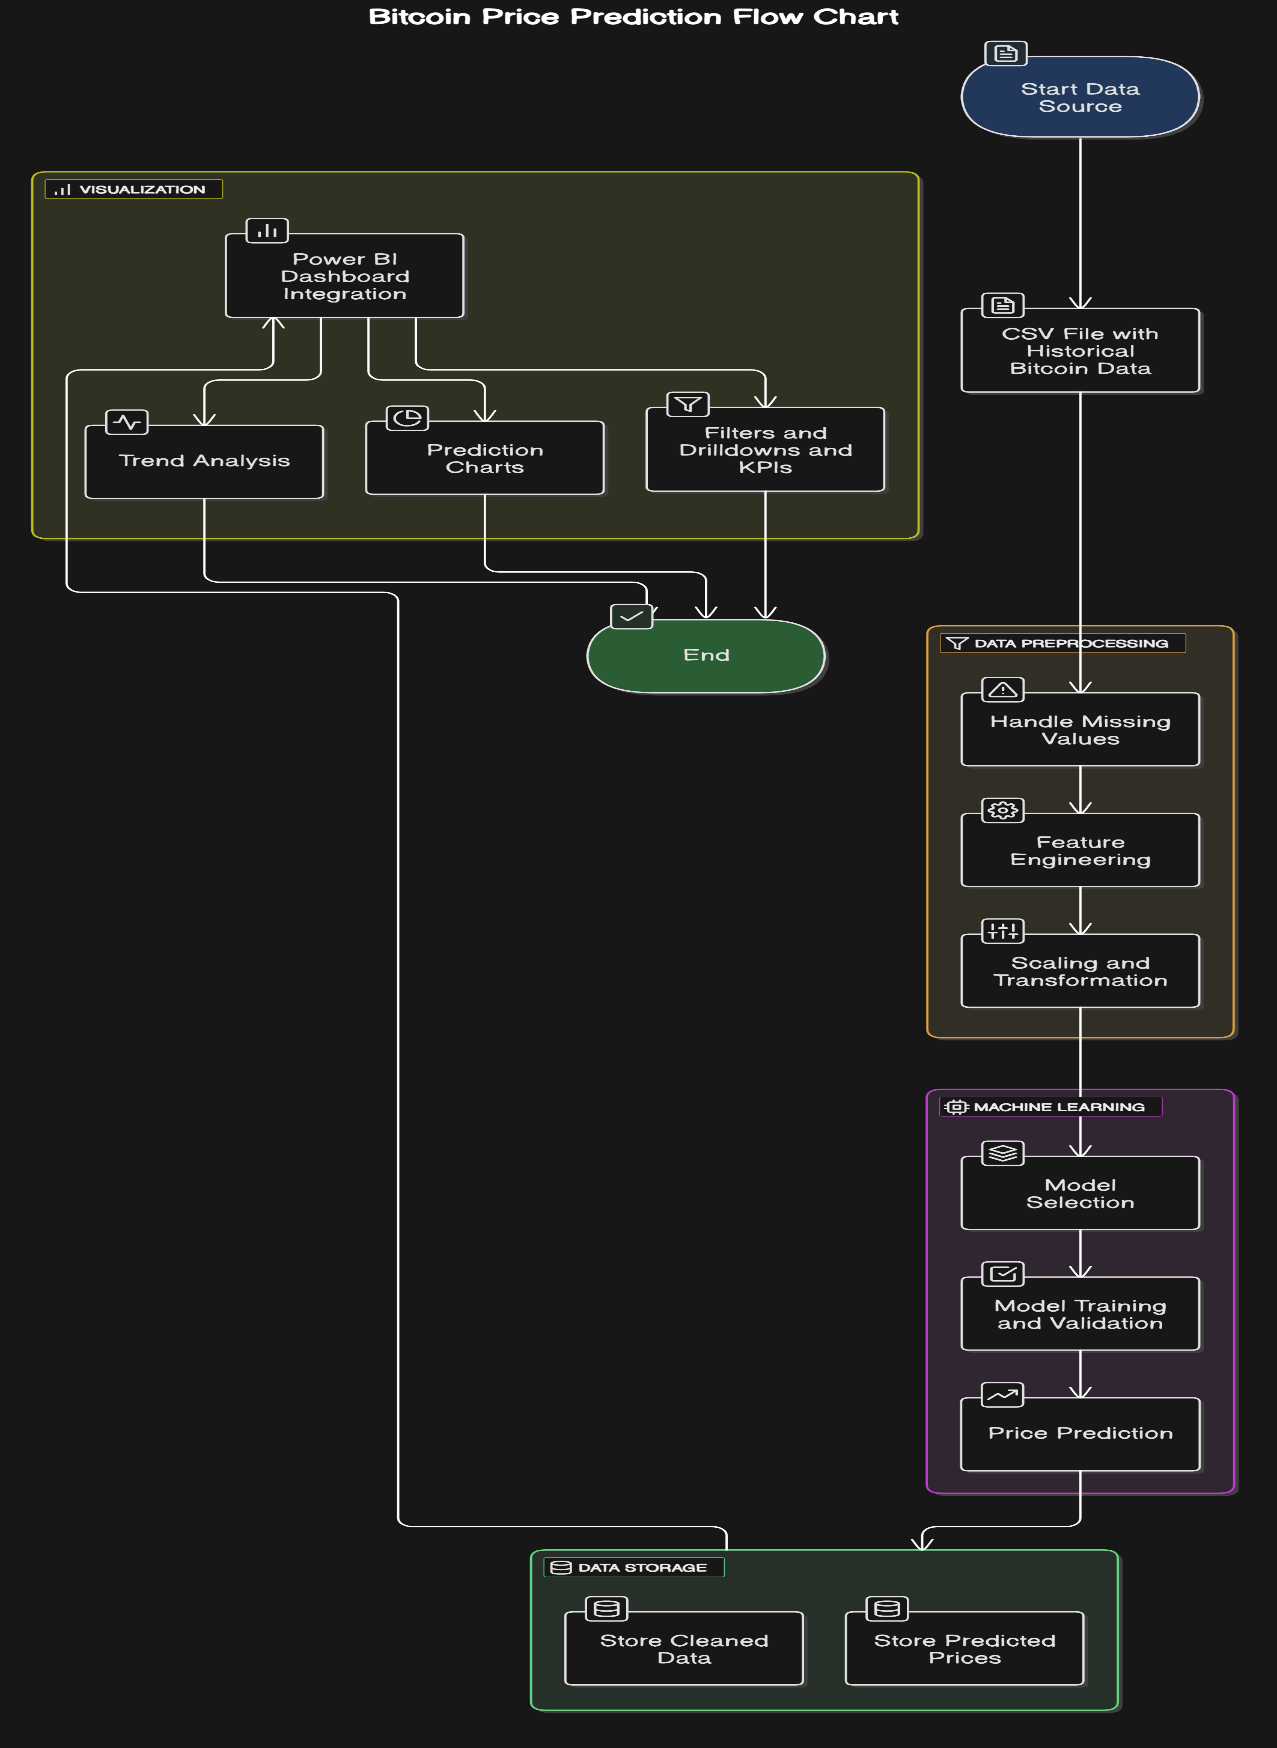 Bitcoin Price Prediction Flow Chart
Start Data
Source
VISUALIZATION
Power BI
Dashboard
Integration
CSV File with
Historical
Bitcoin Data
Trend Analysis
Prediction
Charts
Filters and
Drilldowns and
KPIs
End
DATA PREPROCESSING
Handle Missing
Values
Feature
Engineering
Scaling and
Transformation
MACHINE LEARNING
Model
Selection
Model Training
and Validation
Price Prediction
DATA STORAGE
Store Cleaned
Data
Store Predicted
Prices